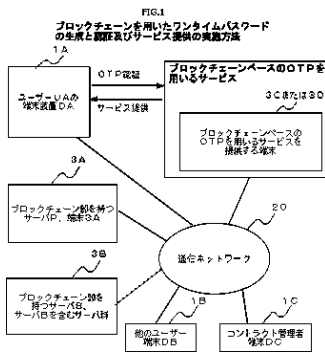 FIG.1
ブロックチェーンを用いたワンタイムパスワード
の生成と認証及びサービス提供の実施方法
1A
ユーザーUAの
端末装置DA
OTP認証
サービス提供
ブロックチェーンベースのOTPを
用いるサービス
3Cまたは3D
ブロックチェーンベースの
OTPを用いるサービスを
提供する端末
3A
ブロックチェーン部を持つ
サーバP、端末3A
20
通信ネットワーク
3B
ブロックチェーン部を
持つサーバB、
サーバBを含むサーバ群
1B
他のユーザー
端末DB
1C
コントラクト管理者
端末DC